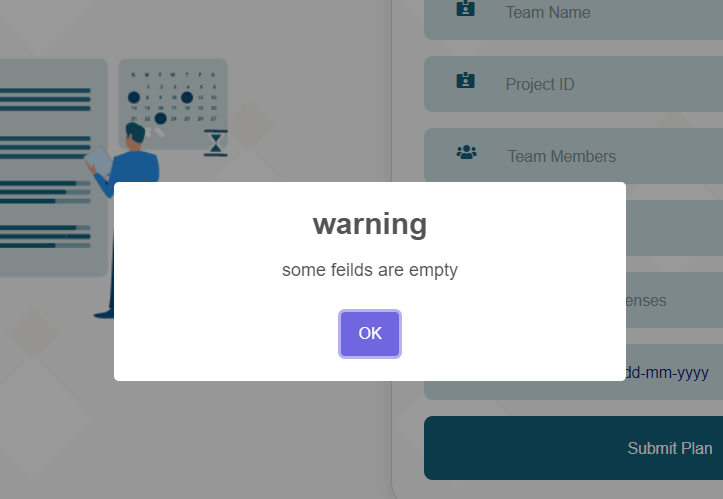 Team Name
Project ID
Team Members
warning
some feilds are empty
OK
enses
dd-mm-yyyy
Submit Plan